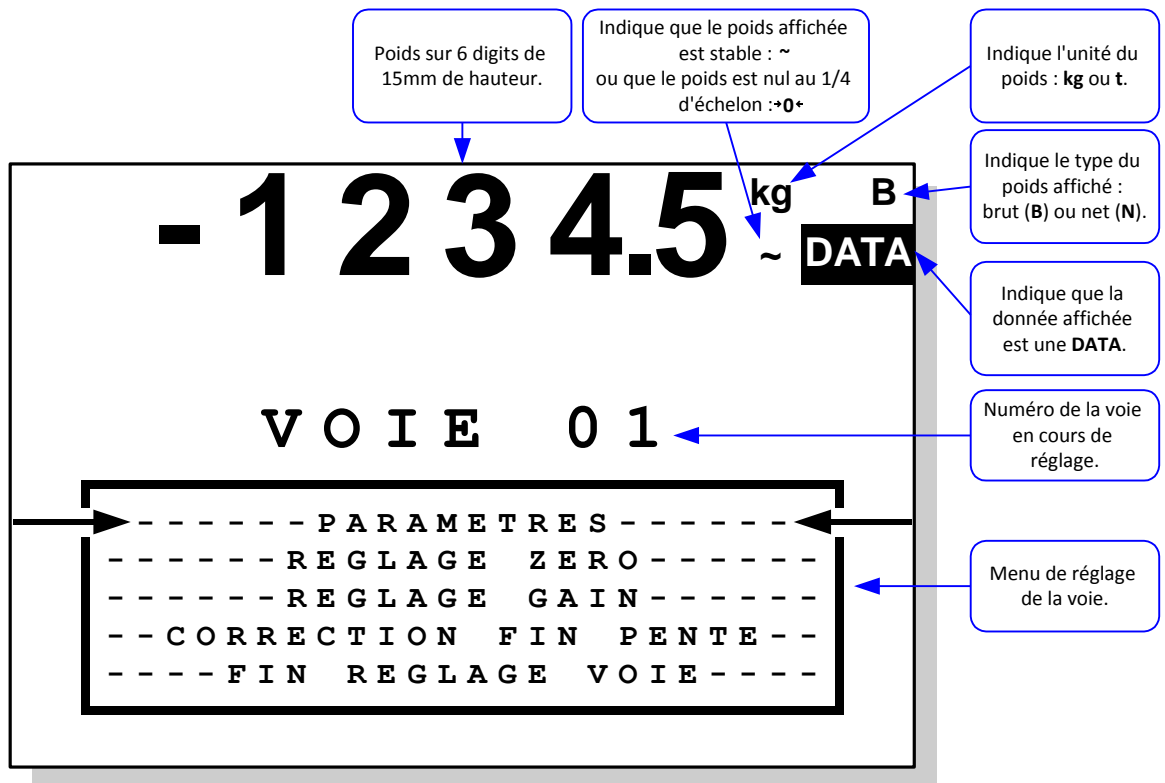 Poids sur 6 digits de
15mm de hauteur.
Indique que le poids affichée
est stable : ~
ou que le poids est nul au 1/4
d'échelon :→0←
Indique l'unité du
poids : kg ou t.
Indique le type du
poids affiché :
brut (B) ou net (N).
Indique que la
donnée affichée
est une DATA.
Numéro de la voie
en cours de
réglage.
Menu de réglage
de la voie.
-1234.5 kg B
~ DATA
VOIE 01
------PARAMETRES------
------REGLAGE ZERO------
------REGLAGE GAIN------
--CORRECTION FIN PENTE--
----FIN REGLAGE VOIE----